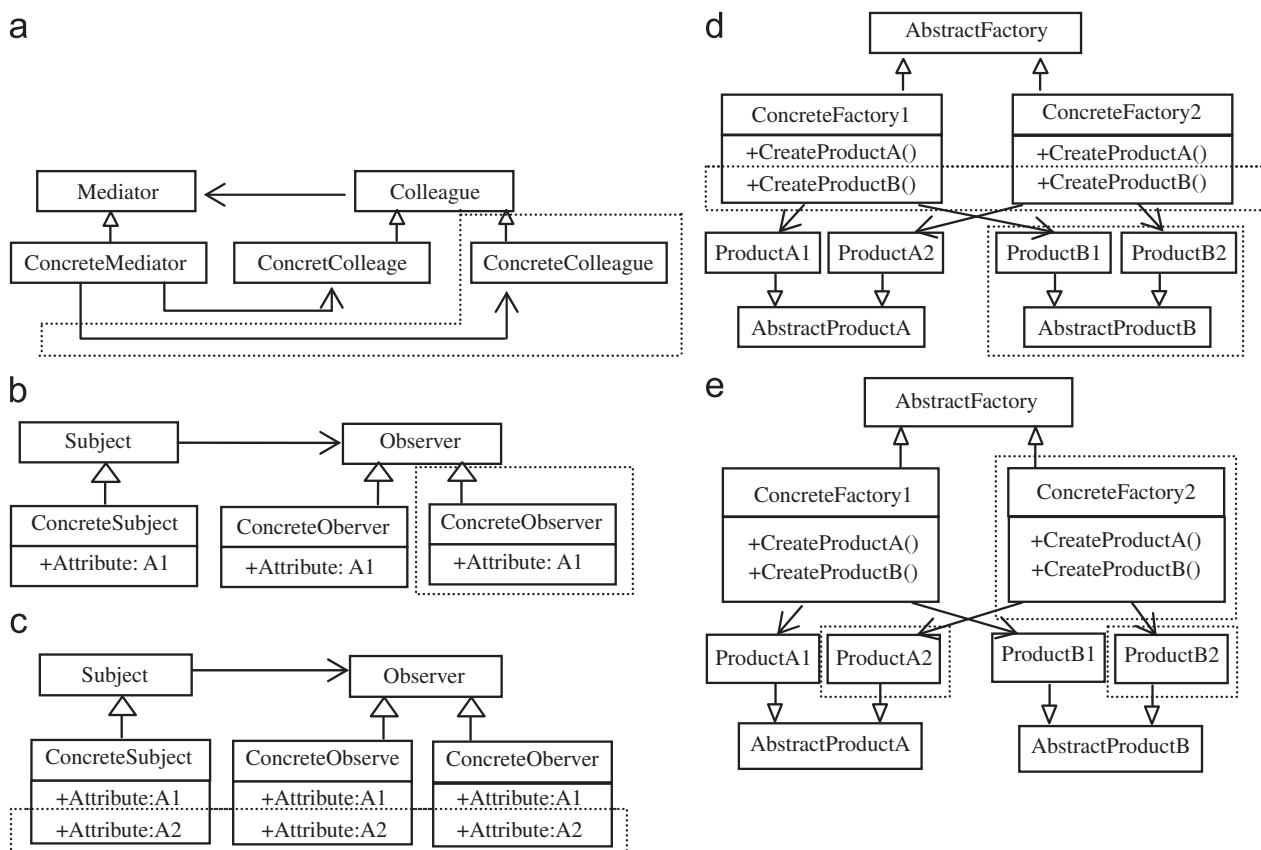 a
Mediator
Colleague
ConcreteMediator
ConcretColleage
ConcreteColleague
b
Subject
Observer
ConcreteSubject
+Attribute: A1
ConcreteOberver
+Attribute: A1
ConcreteObserver
+Attribute: A1
c
Subject
Observer
ConcreteSubject
+Attribute:A1
+Attribute:A2
ConcreteObserve
+Attribute:A1
+Attribute:A2
ConcreteOberver
+Attribute:A1
+Attribute:A2
d
AbstractFactory
ConcreteFactory1
+CreateProductA()
+CreateProductB()
ConcreteFactory2
+CreateProductA()
+CreateProductB()
ProductA1
ProductA2
ProductB1
ProductB2
AbstractProductA
AbstractProductB
e
AbstractFactory
ConcreteFactory1
+CreateProductA()
+CreateProductB()
ConcreteFactory2
+CreateProductA()
+CreateProductB()
ProductA1
ProductA2
ProductB1
ProductB2
AbstractProductA
AbstractProductB